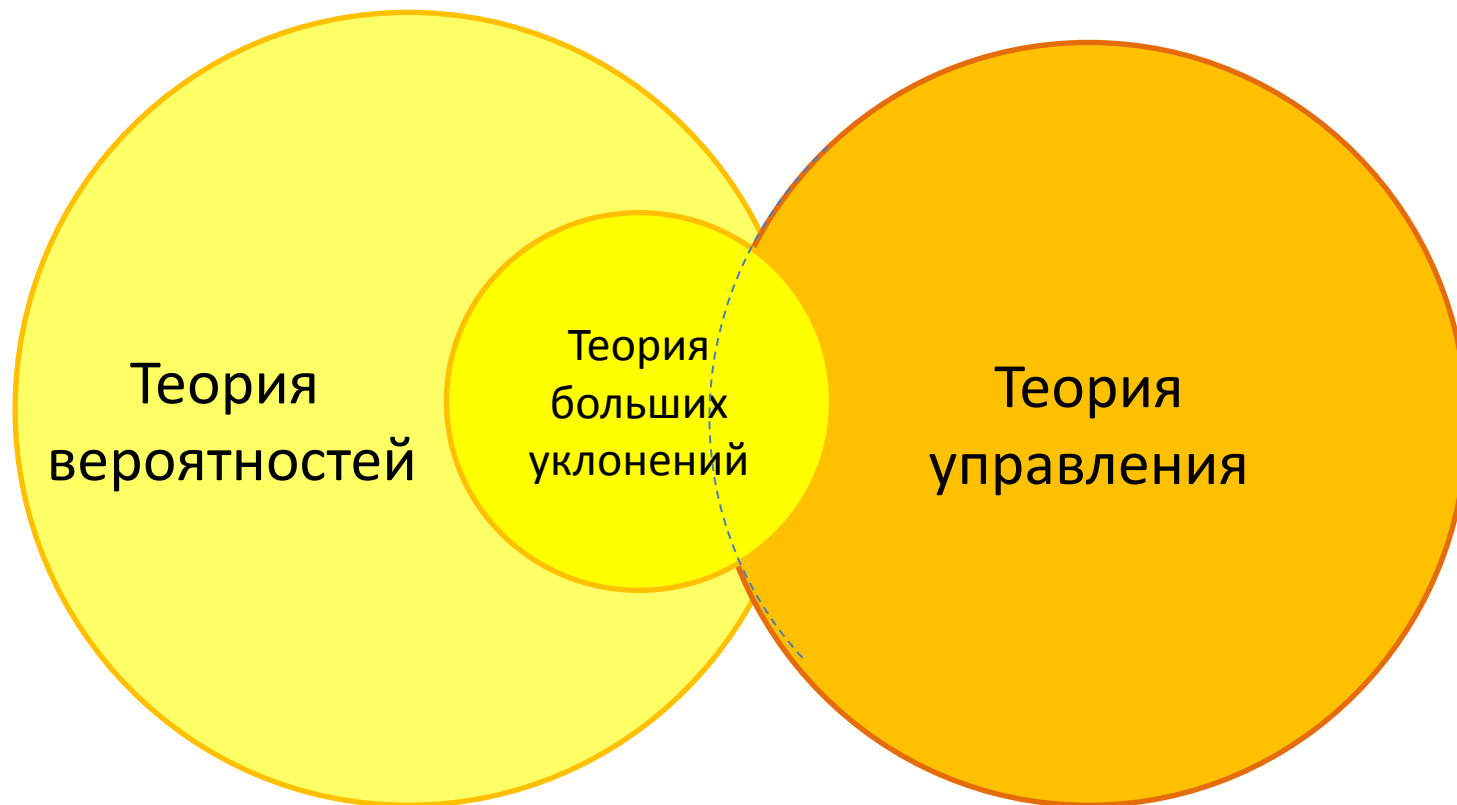 Теория
вероятностей
Теория
больших
уклонений
Теория
управления